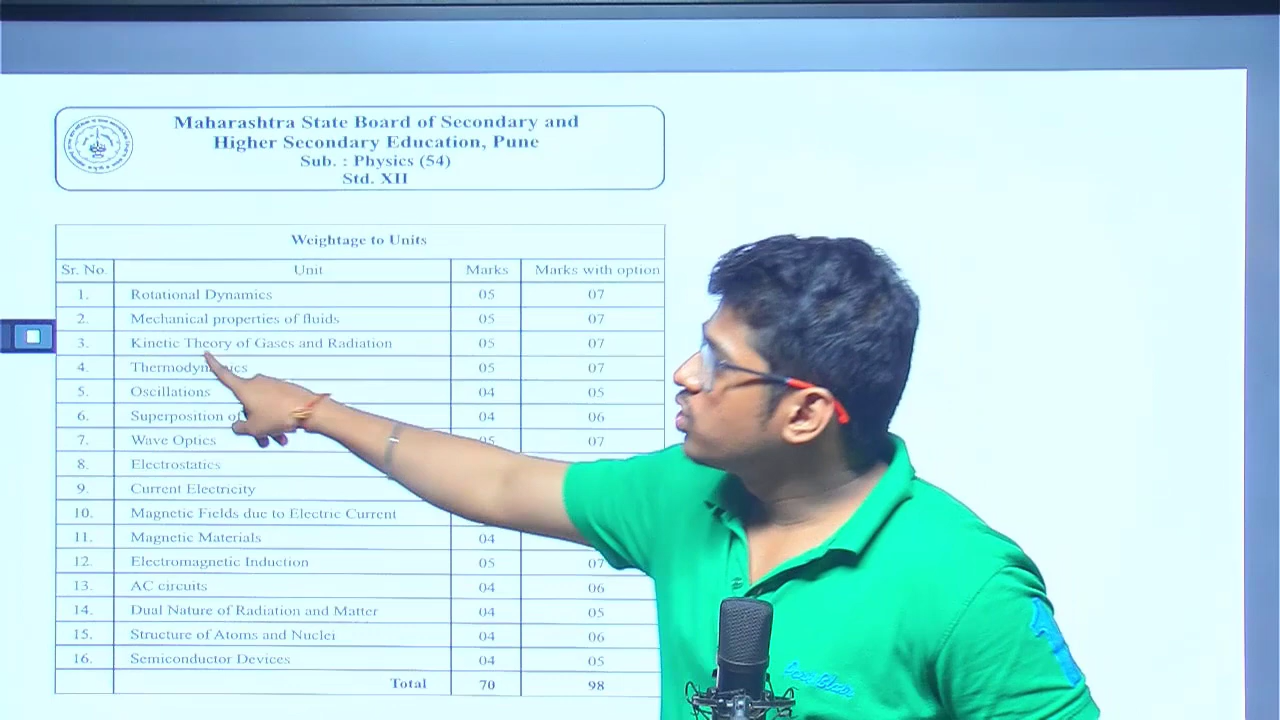 Maharashtra State Board of Secondary and
Higher Secondary Education, Pune
Sub. : Physics (54)
Std. XII
Weightage to Units
Sr. No. Unit Marks Marks with option
1. Rotational Dynamics 05 07
2. Mechanical properties of fluids 05 07
3. Kinetic Theory of Gases and Radiation 05 07
4. 05 07
5. Oscillations 04 05
6. Superposition 04 06
7. Wave Optics 05 07
8. Electrostatics
9. Current Electricity
10. Magnetic Fields due to Electric Current
11. Magnetic Materials 04
12. Electromagnetic Induction 05 07
13. AC circuits 04 06
14. Dual Nature of Radiation and Matter 04 05
15. Structure of Atoms and Nuclei 04 06
16. Semiconductor Devices 04 05
Total 70 98